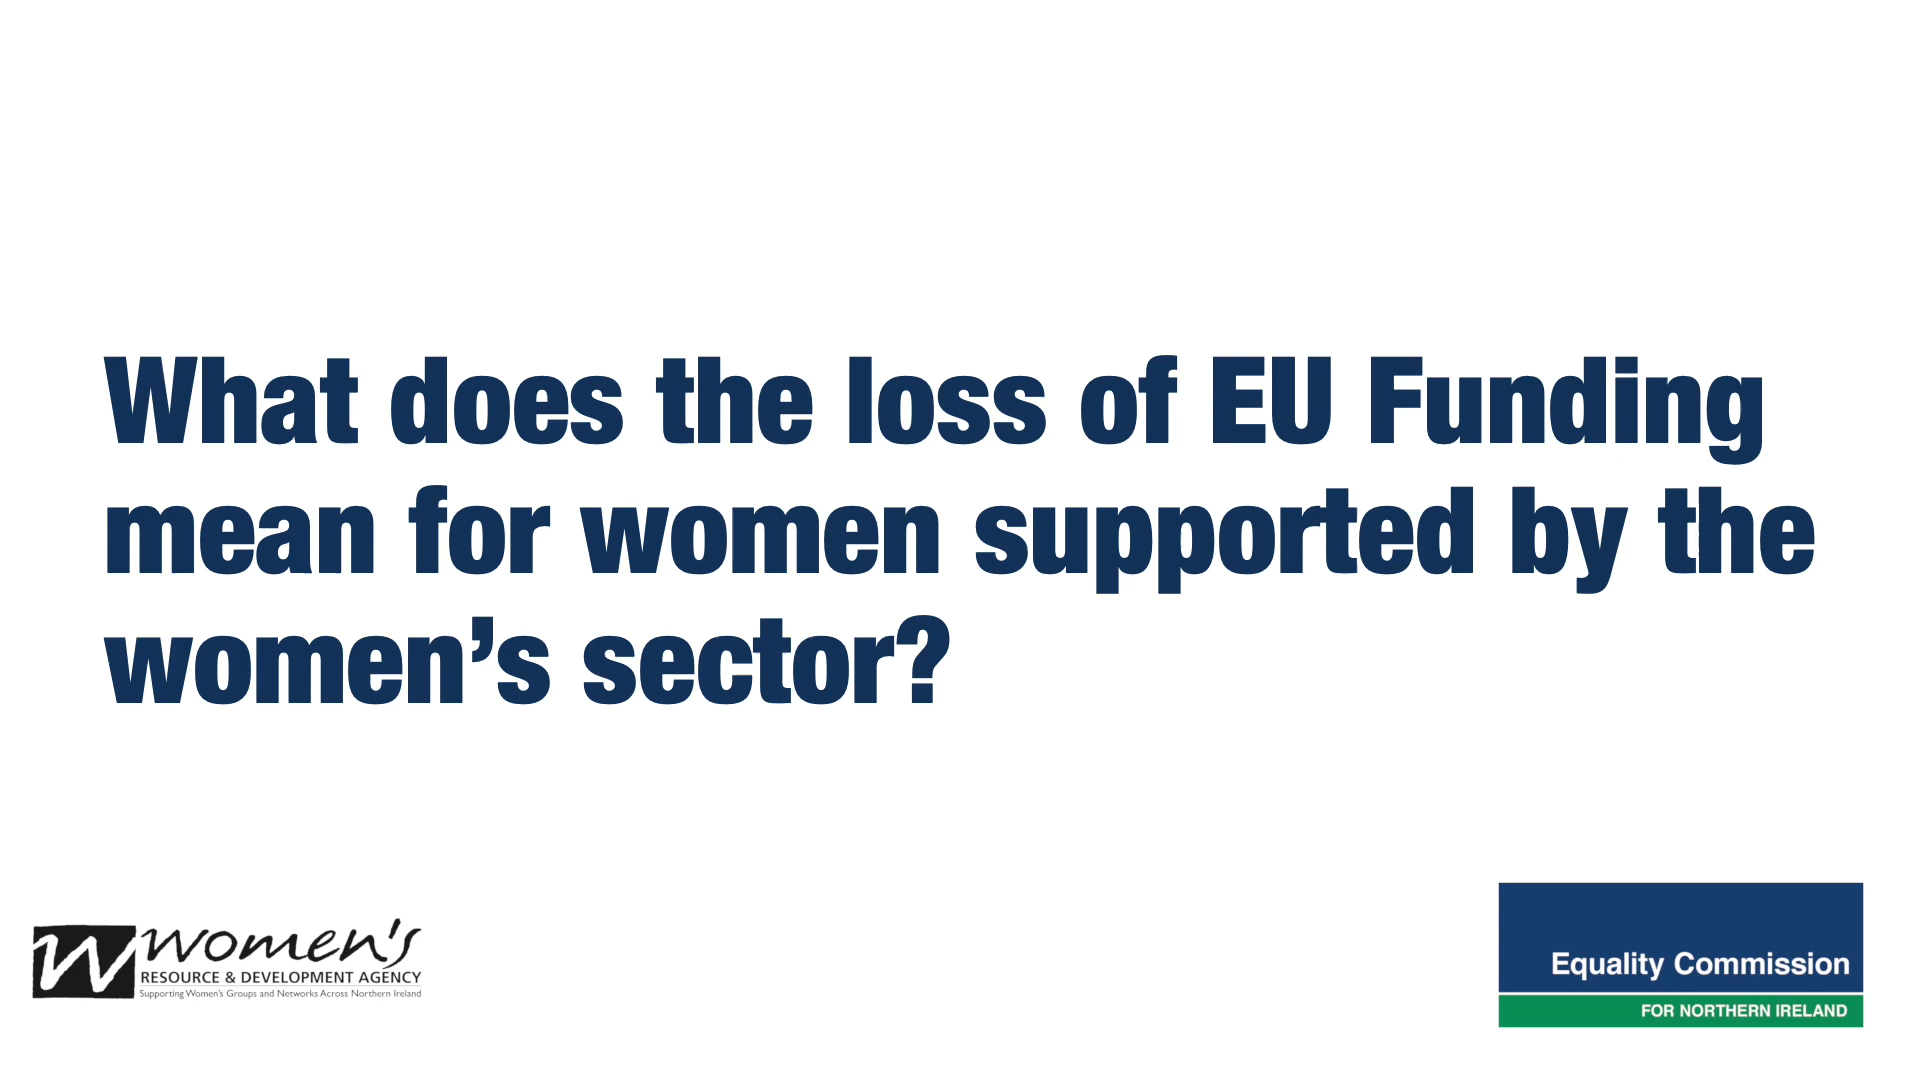 What does the loss of EU Funding
mean for women supported by the
women’s sector?
W women's
RESOURCE & DEVELOPMENT AGENCY
Supporting Women's Groups and Networks Across Northern Ireland
Equality Commission
FOR NORTHERN IRELAND